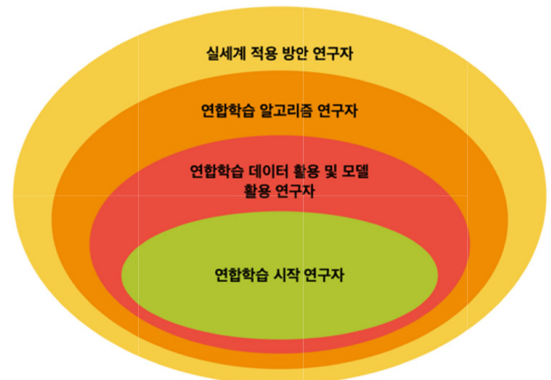 실세계 적용 방안 연구자
연합학습 알고리즘 연구자
연합학습 데이터 활용 및 모델
활용 연구자
연합학습 시작 연구자